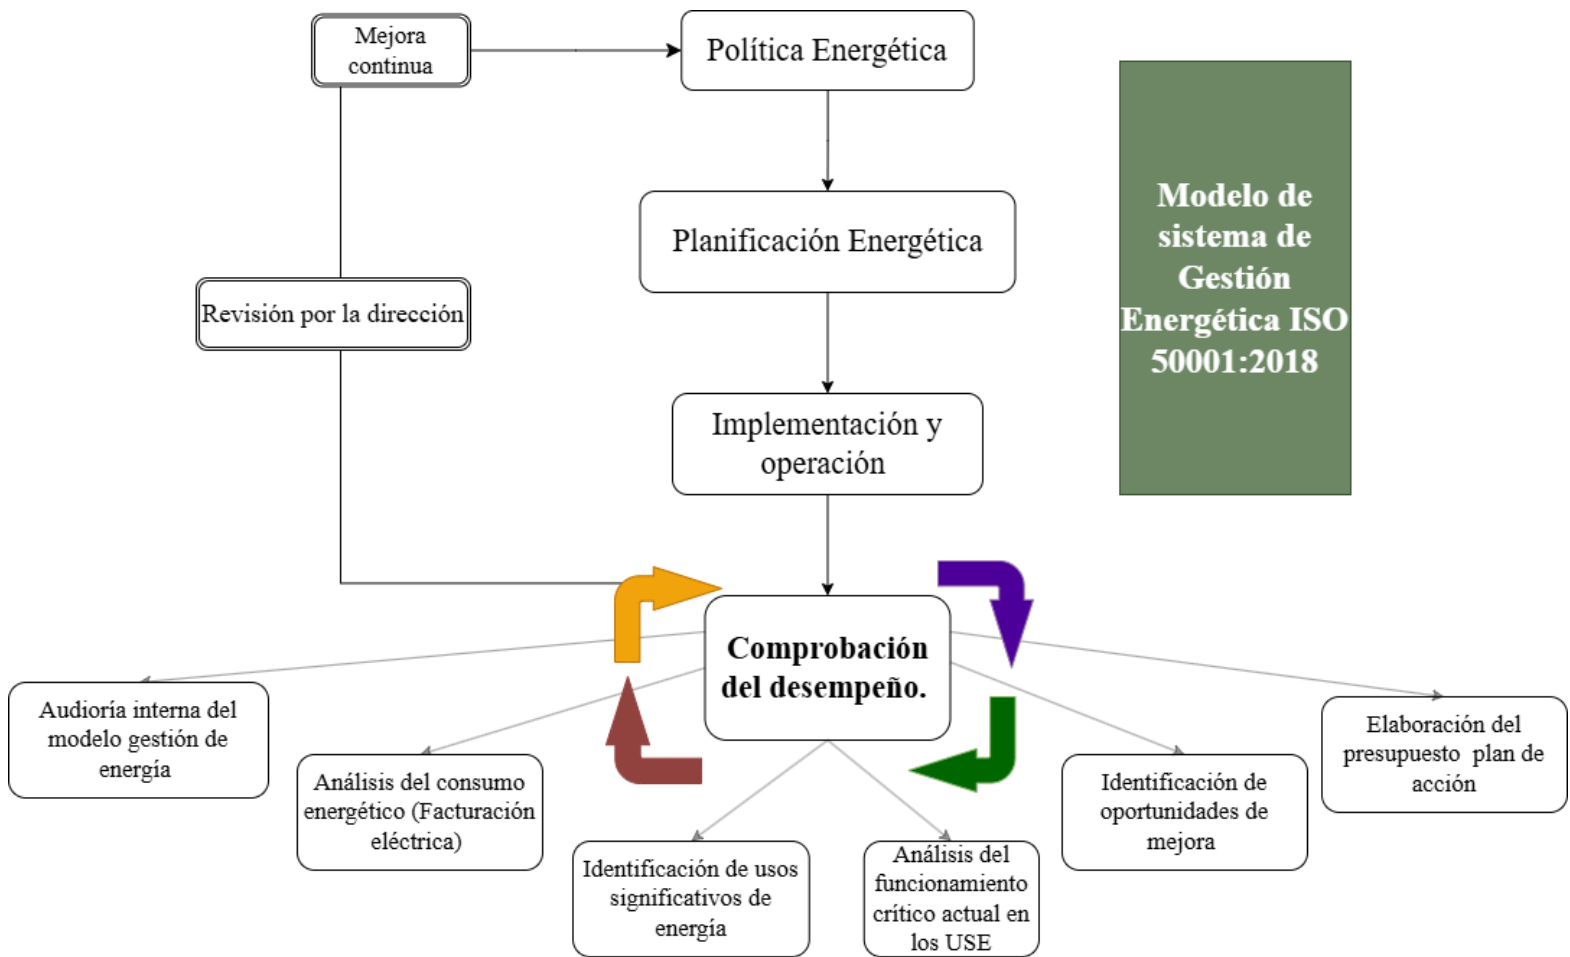 Mejora
continua
Política Energética
Modelo de
sistema de
Gestión
Energética ISO
50001:2018
Planificación Energética
Revisión por la dirección
Implementación y
operación
Comprobación
del desempeño.
Audioría interna del
modelo gestión de
energía
Análisis del consumo
energético (Facturación
eléctrica)
Identificación de usos
significativos de
energía
Análisis del
funcionamiento
crítico actual en
los USE
Identificación de
oportunidades de
mejora
Elaboración del
presupuesto plan de
acción